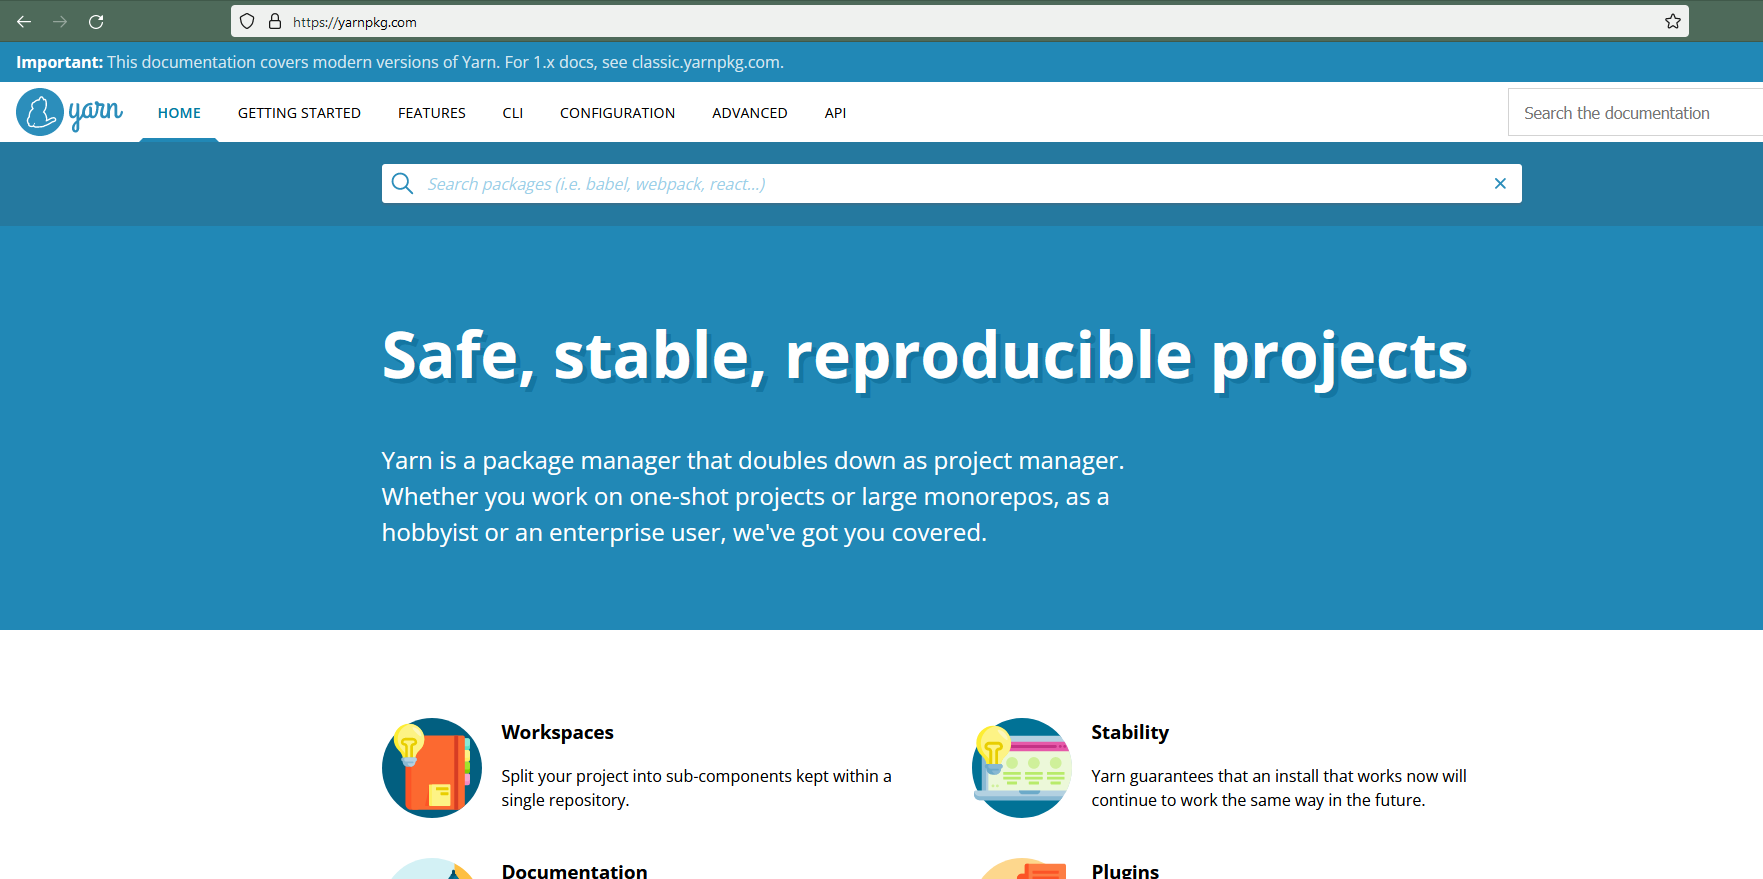 https://yarnpkg.com
Important: This documentation covers modern versions of Yarn. For 1.x docs, see classic.yarnpkg.com.
yarn HOME GETTING STARTED FEATURES CLI CONFIGURATION ADVANCED API Search the documentation
Search packages (i.e. babel, webpack, react...)
Safe, stable, reproducible projects
Yarn is a package manager that doubles down as project manager.
Whether you work on one-shot projects or large monorepos, as a
hobbyist or an enterprise user, we've got you covered.
Workspaces
Split your project into sub-components kept within a
single repository.
Stability
Yarn guarantees that an install that works now will
continue to work the same way in the future.
Documentation
Plugins